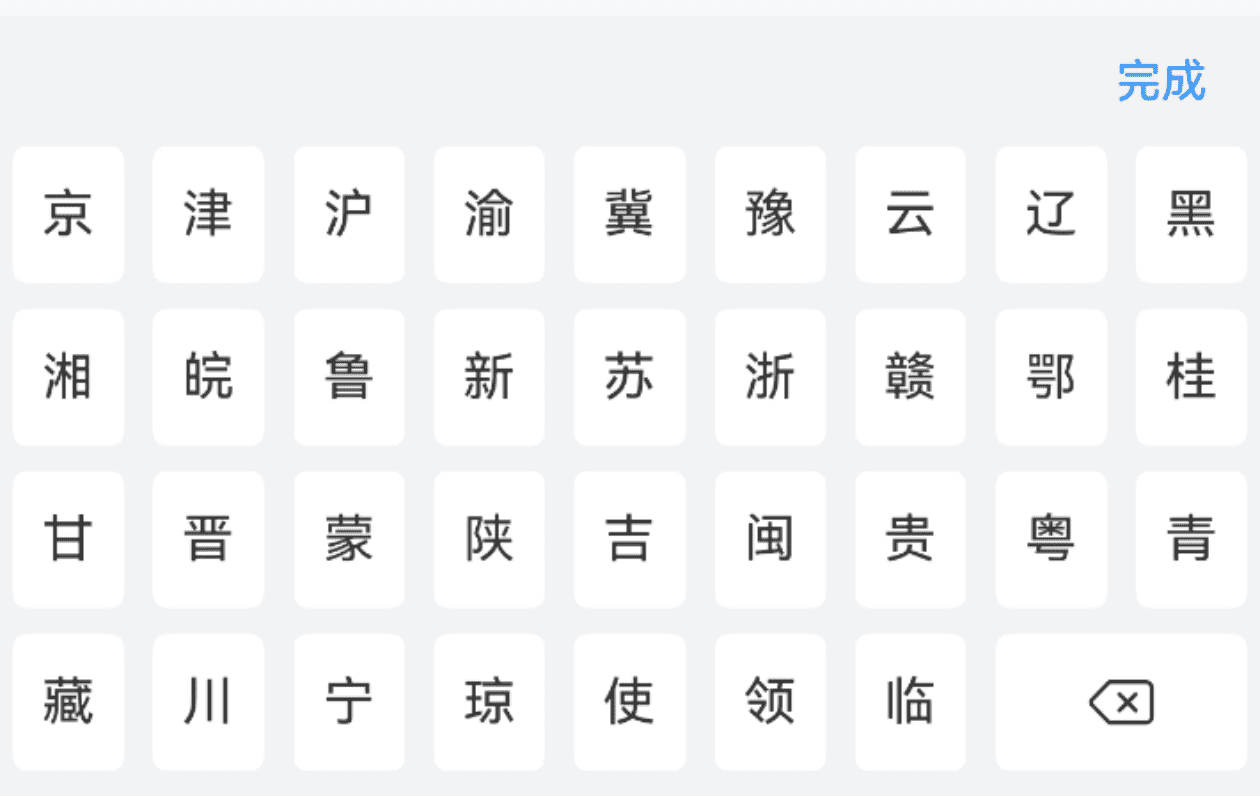 完成
京 津 沪 渝 冀 豫 云 辽 黑
湘 皖 鲁 新 苏 浙 赣 鄂 桂
甘 晋 蒙 陕 吉 闽 贵 粤 青
藏 川 宁 琼 使 领 临